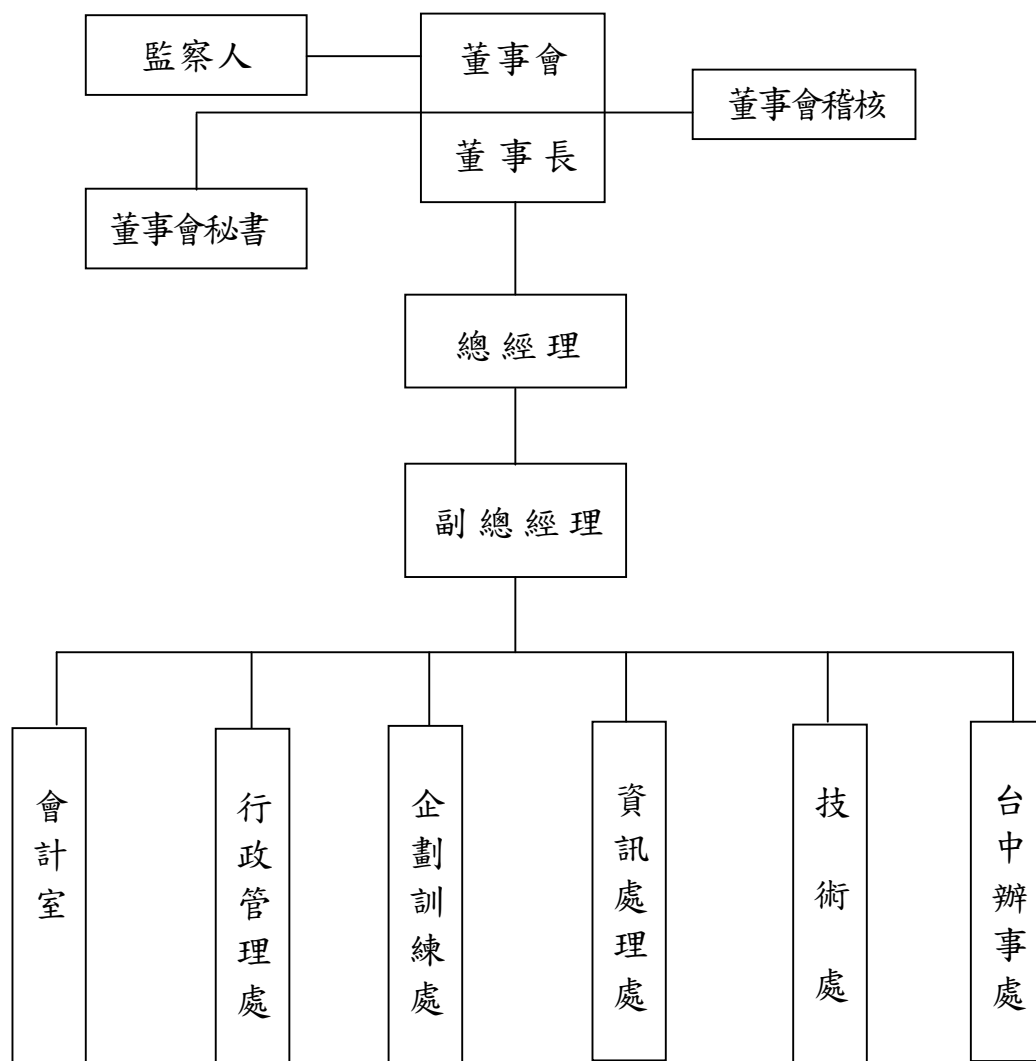 監察人
董事會
董事會稽核
董事長
董事會秘書
總經理
副總經理
會計室
行政管理處
企劃訓練處
資訊處理處
技術處
台中辦事處